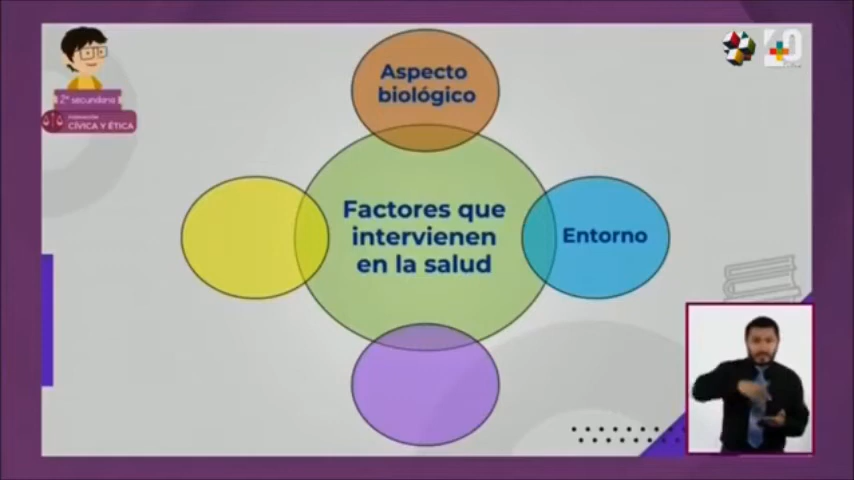 Aspecto
biológico
2° secundaria
CÍVICA Y ÉTICA
Factores que
intervienen
en la salud
Entorno